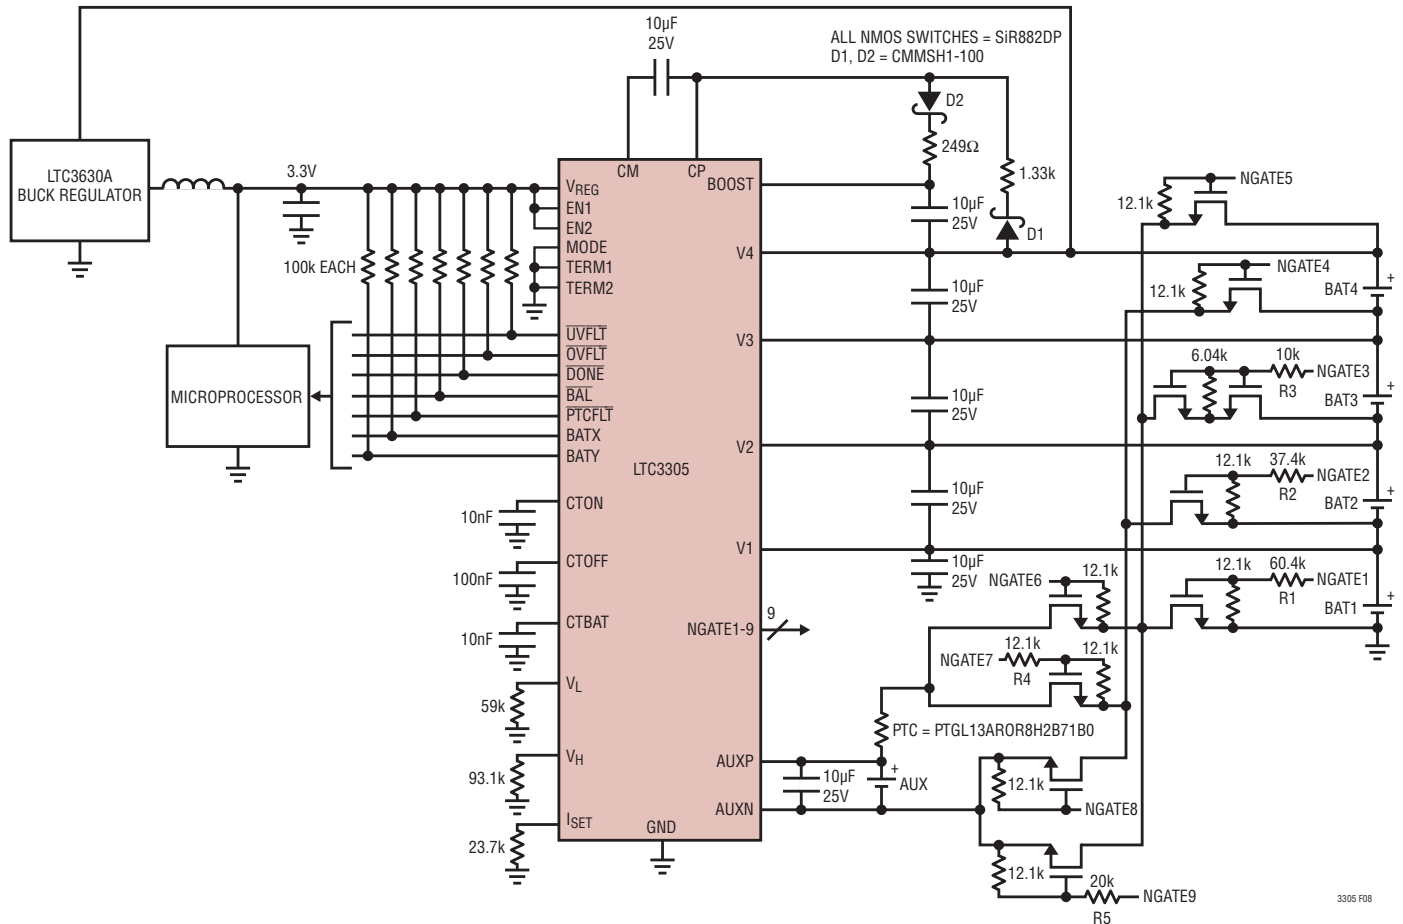 10µF
25V
ALL NMOS SWITCHES = SiR882DP
D1, D2 = CMMSH1-100
LTC3630A
BUCK REGULATOR
3.3V
100k EACH
MICROPROCESSOR
CM
CP
D2
249Ω
1.33k
D1
VREG
EN1
EN2
MODE
TERM1
TERM2
UVFLT
OVFLT
DONE
BAL
PTCFLT
BATX
BATY
LTC3305
BOOST
V4
V3
V2
V1
NGATE1-9
9
AUXP
AUXN
GND
10nF
CTON
100nF
CTOFF
10nF
CTBAT
59k
VL
93.1k
VH
23.7k
ISET
10µF
25V
10µF
25V
10µF
25V
10µF
25V
10µF
25V
10µF
25V
AUX
PTC = PTGL13AROR8H2B71B0
12.1k
NGATE5
12.1k
NGATE4
BAT4
+
6.04k
10k
R3
NGATE3
BAT3
+
12.1k
37.4k
R2
NGATE2
BAT2
+
12.1k
60.4k
R1
NGATE1
BAT1
+
NGATE6
12.1k
NGATE7
12.1k
R4
12.1k
+
12.1k
NGATE8
12.1k
20k
R5
NGATE9
3305 F08